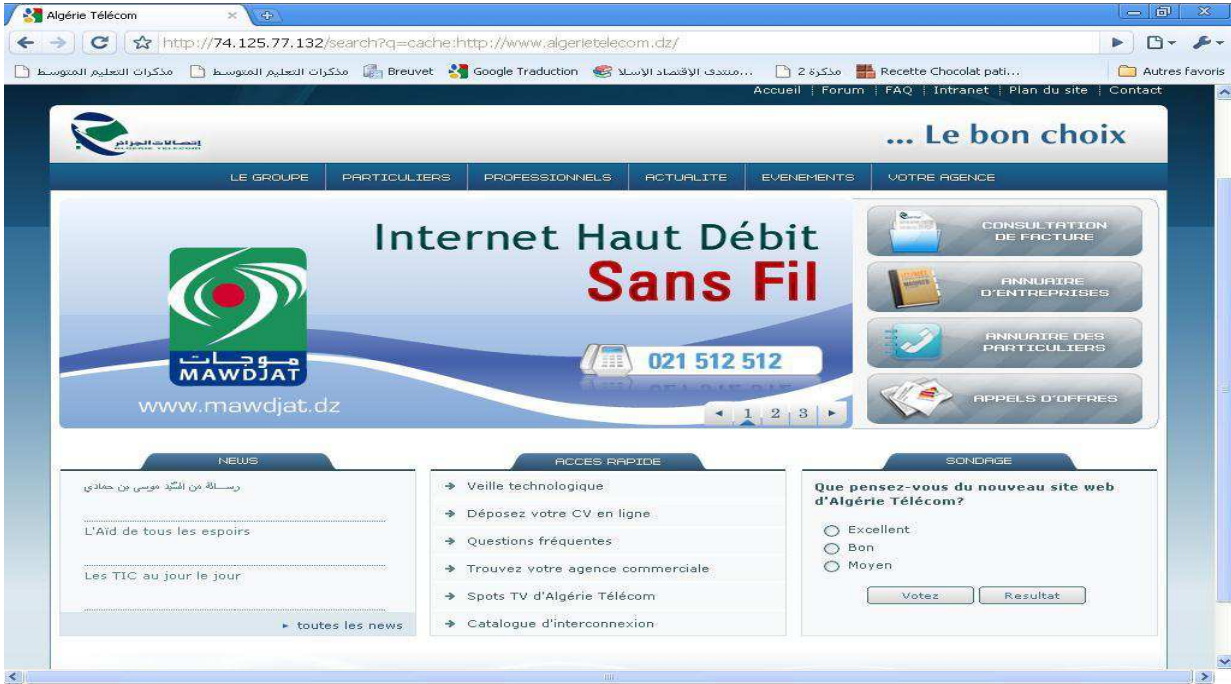 Algérie Télécom
http://74.125.77.132/search?q=cache:http://www.algerietelecom.dz/
مذكرات التعليم المتوسط
مذكرات التعليم المتوسط
Breuvet
Google Traduction
منتدى الإقتصاد الإسلا...
مذكرة 2
Recette Chocolat pati...
Autres favoris
Accueil | Forum | FAQ | Intranet | Plan du site | Contact
إتصالات الجزائر
ALGERIE TELECOM
... Le bon choix
LE GROUPE
PARTICULIERS
PROFESSIONNELS
ACTUALITE
EVENEMENTS
VOTRE AGENCE
Internet Haut Débit
Sans Fil
موجات
MAWDJAT
www.mawdjat.dz
021 512 512
1 2 3
CONSULTATION
DE FACTURE
ANNUAIRE
D'ENTREPRISES
ANNUAIRE DES
PARTICULIERS
APPELS D'OFFRES
NEWS
رسالة من السيّد موسى بن حمادي
L'Aïd de tous les espoirs
Les TIC au jour le jour
toutes les news
ACCES RAPIDE
Veille technologique
Déposez votre CV en ligne
Questions fréquentes
Trouvez votre agence commerciale
Spots TV d'Algérie Télécom
Catalogue d'interconnexion
SONDAGE
Que pensez-vous du nouveau site web
d'Algérie Télécom?
Excellent
Bon
Moyen
Votez
Resultat